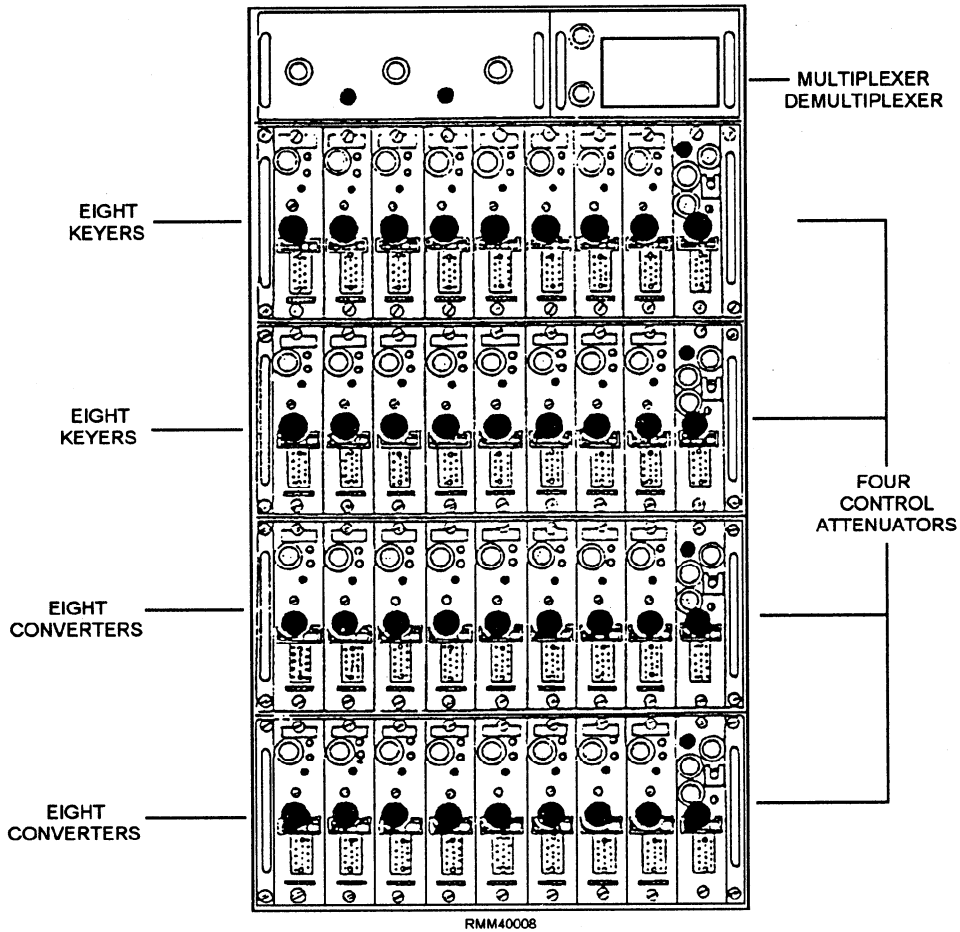 MULTIPLEXER
DEMULTIPLEXER
EIGHT
KEYERS
EIGHT
KEYERS
FOUR
CONTROL
ATTENUATORS
EIGHT
CONVERTERS
EIGHT
CONVERTERS
RMM40008